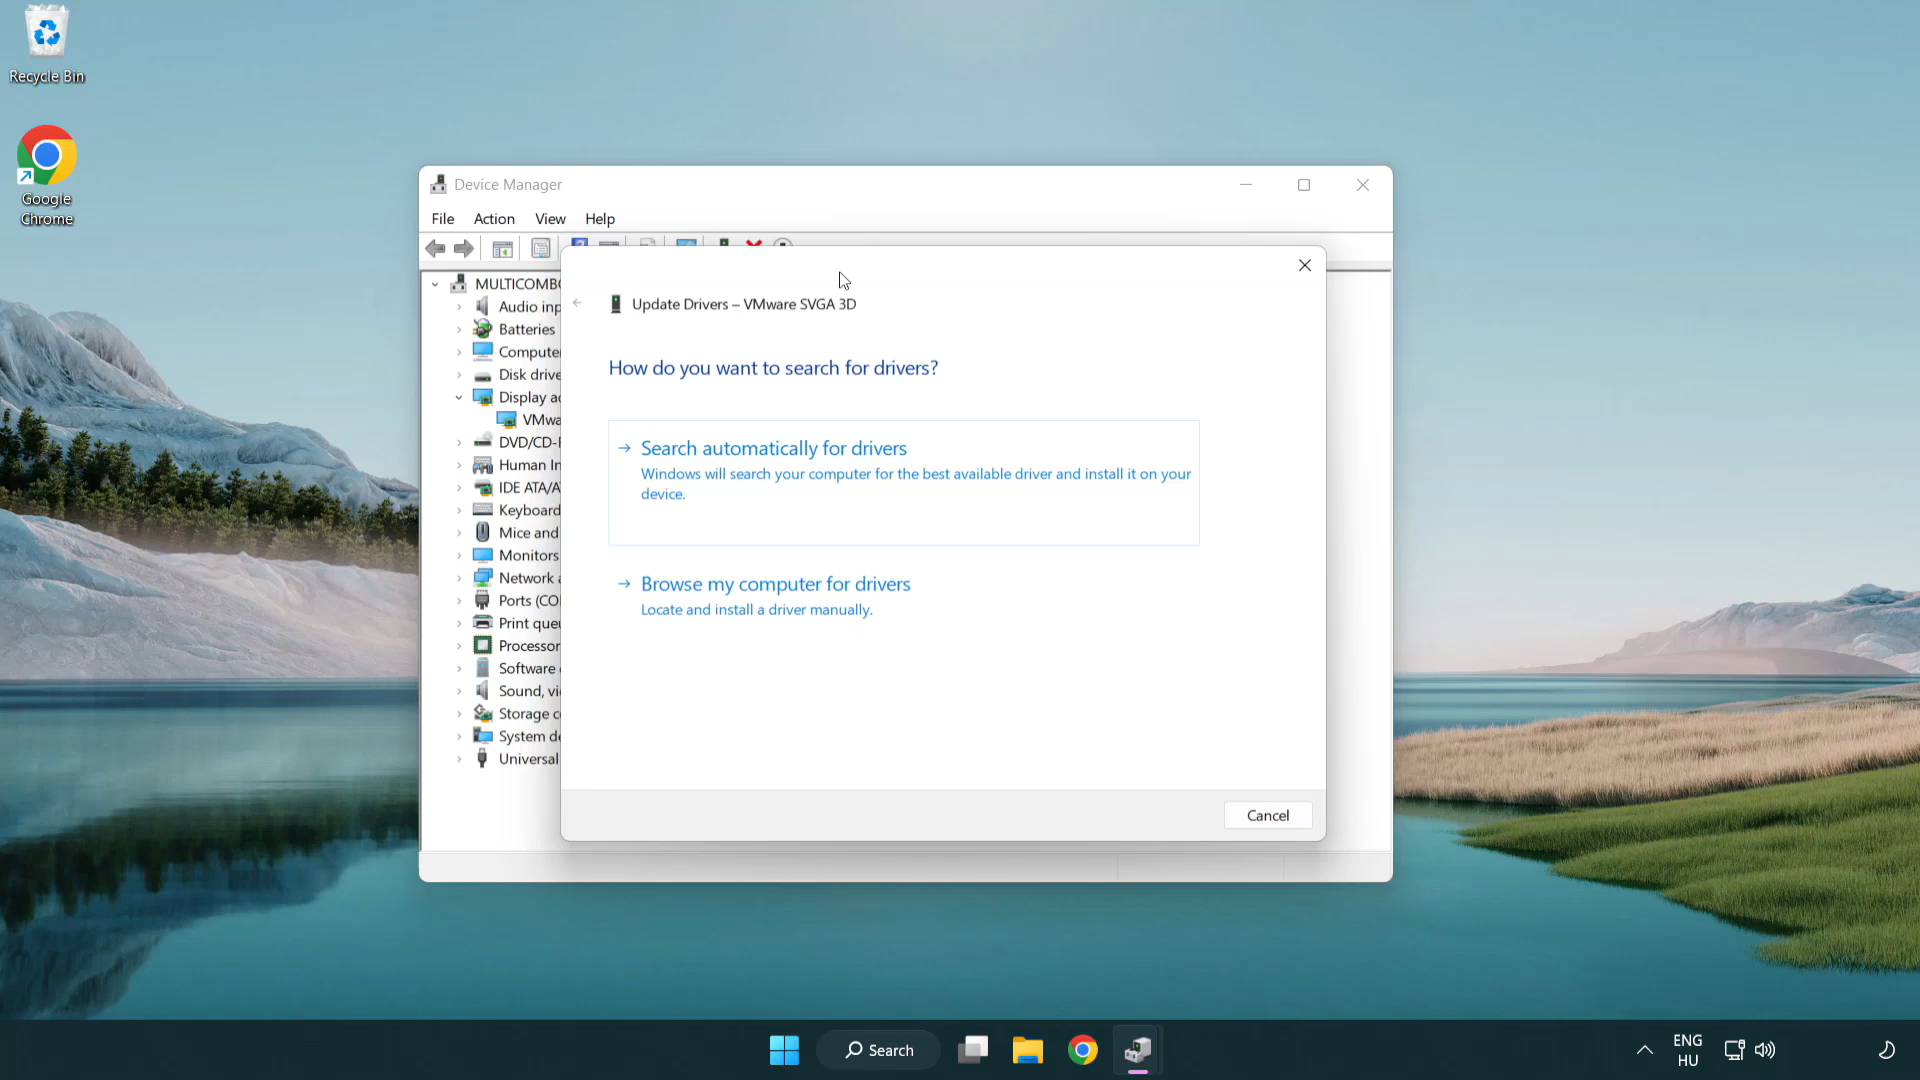 Recycle Bin
Google
Chrome
Device Manager
File Action View Help
MULTICOMBO
Audio inp
Batteries
Compute
Disk drive
Display a
VMwa
DVD/CD-
Human In
IDE ATA/A
Keyboard
Mice and
Monitors
Network a
Ports (CO
Print que
Processor
Software
Sound, vi
Storage c
System de
Universal
Update Drivers – VMware SVGA 3D
How do you want to search for drivers?
Search automatically for drivers
Windows will search your computer for the best available driver and install it on your
device.
Browse my computer for drivers
Locate and install a driver manually.
Cancel
Search
ENG
HU